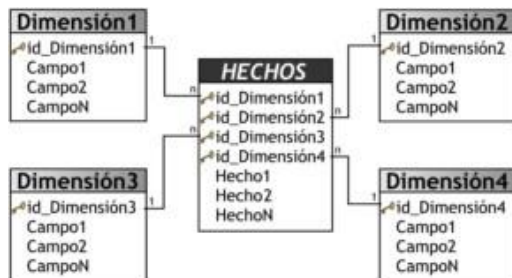 Dimensión1
id_Dimensión1
Campo1
Campo2
CampoN
1
Dimensión2
id_Dimensión2
Campo1
Campo2
CampoN
1
HECHOS
id_Dimensión1
id_Dimensión2
id_Dimensión3
id_Dimensión4
Hecho1
Hecho2
HechoN
n
n
n
n
Dimensión3
id_Dimensión3
Campo1
Campo2
CampoN
1
Dimensión4
id_Dimensión4
Campo1
Campo2
CampoN
1